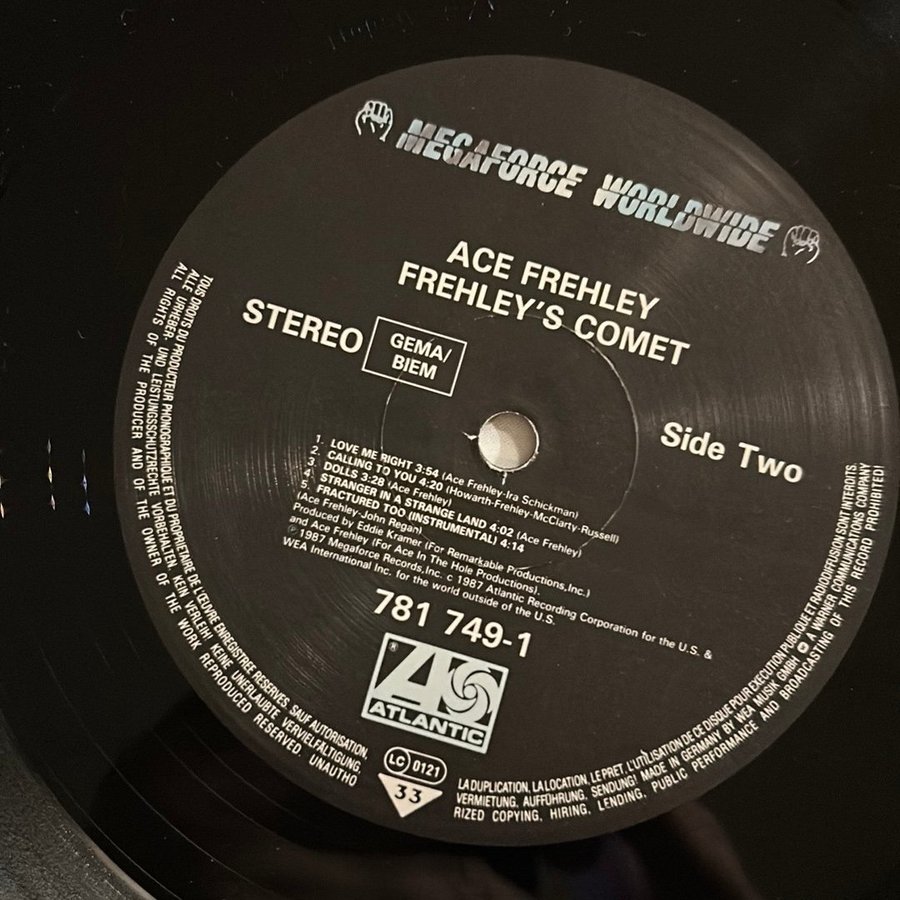 MEGAFORCE WORLDWIDE
ACE FREHLEY
FREHLEY'S COMET
STEREO
GEMA/
BIEM
Side Two
1. LOVE ME RIGHT 3:54 (Ace Frehley-Ira Schickman)
2. CALLING TO YOU 4:20 (Howarth-Frehley-McClarty-Russell)
3. DOLLS 3:28 (Ace Frehley)
4. STRANGER IN A STRANGE LAND 4:02 (Ace Frehley)
5. FRACTURED TOO (INSTRUMENTAL) 4:14
(Ace Frehley-John Regan)
Produced by Eddie Kramer (For Remarkable Productions,Inc.)
and Ace Frehley (For Ace In The Hole Productions).
℗ 1987 Megaforce Records,Inc. c 1987 Atlantic Recording Corporation for the U.S. &
WEA International Inc. for the world outside of the U.S.
781 749-1
® ATLANTIC
LC 0121
33
TOUS DROITS DU PRODUCTEUR PHONOGRAPHIQUE ET DU PROPRIETAIRE DE L'ŒUVRE ENREGISTREE RESERVES. SAUF AUTORISATION,
LA DUPLICATION, LA LOCATION, LE PRET, L'UTILISATION DE CE DISQUE POUR EXECUTION PUBLIQUE ET RADIODIFFUSION SONT INTERDITS.
ALLE URHEBER- UND LEISTUNGSSCHUTZRECHTE VORBEHALTEN. KEIN VERLEIH! KEINE UNERLAUBTE VERVIELFÄLTIGUNG,
VERMIETUNG, AUFFÜHRUNG, SENDUNG! MADE IN GERMANY BY WEA MUSIK GMBH A WARNER COMMUNICATIONS COMPANY
ALL RIGHTS OF THE PRODUCER AND OF THE OWNER OF THE WORK REPRODUCED RESERVED. UNAUTHO
RIZED COPYING, HIRING, LENDING, PUBLIC PERFORMANCE AND BROADCASTING OF THIS RECORD PROHIBITED!